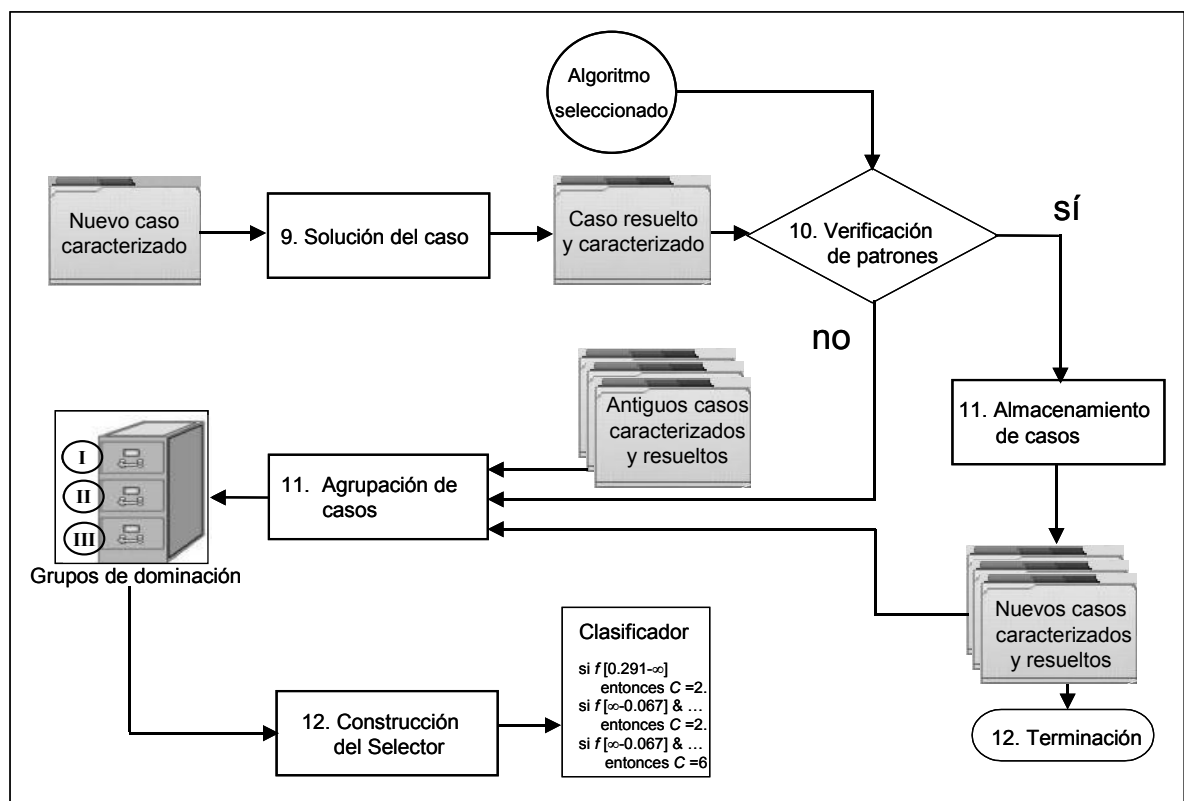 Algoritmo
seleccionado
Nuevo caso
caracterizado
9. Solución del caso
Caso resuelto
y caracterizado
10. Verificación
de patrones
sí
no
Antiguos casos
caracterizados
y resueltos
11. Almacenamiento
de casos
I
II
III
Grupos de dominación
11. Agrupación de
casos
Nuevos casos
caracterizados
y resueltos
12. Terminación
12. Construcción
del Selector
Clasificador
si f [0.291-∞]
entonces C =2.
si f [∞-0.067] & ...
entonces C =2.
si f [∞-0.067] & ...
entonces C =6